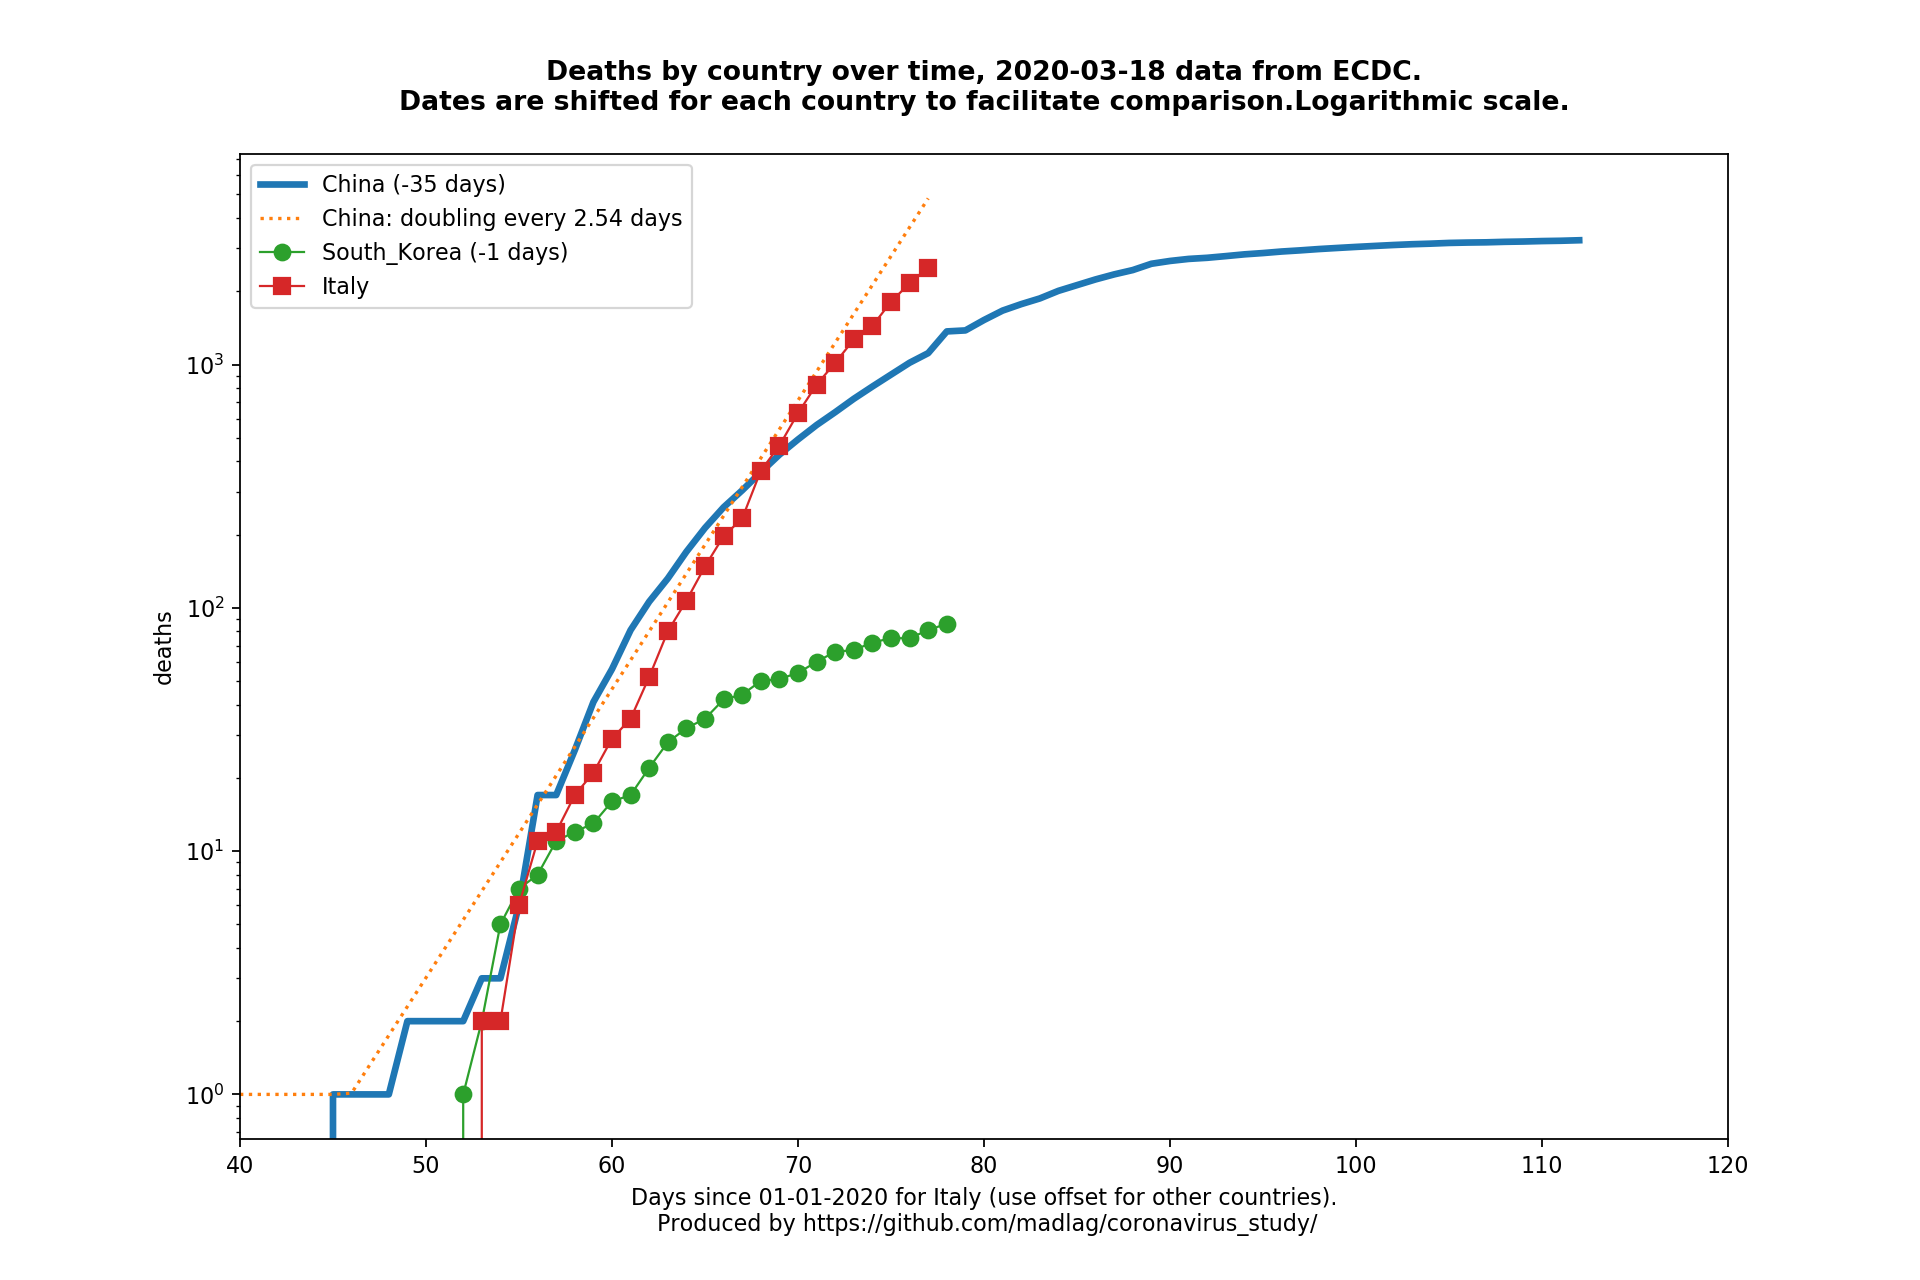 Deaths by country over time, 2020-03-18 data from ECDC.
Dates are shifted for each country to facilitate comparison.Logarithmic scale.
China (-35 days)
China: doubling every 2.54 days
South_Korea (-1 days)
Italy
deaths
10³
10²
10¹
10⁰
40 50 60 70 80 90 100 110 120
Days since 01-01-2020 for Italy (use offset for other countries).
Produced by https://github.com/madlag/coronavirus_study/